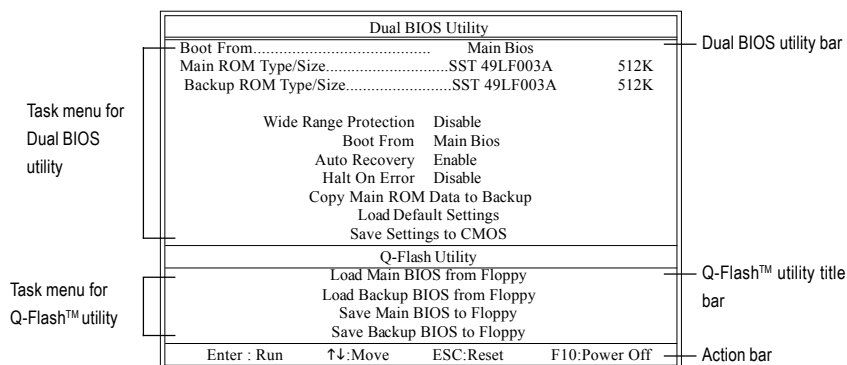 Dual BIOS Utility
Boot From.................................... Main Bios
Main ROM Type/Size.........................SST 49LF003A 512K
Backup ROM Type/Size.....................SST 49LF003A 512K
Wide Range Protection Disable
Boot From Main Bios
Auto Recovery Enable
Halt On Error Disable
Copy Main ROM Data to Backup
Load Default Settings
Save Settings to CMOS
Q-Flash Utility
Load Main BIOS from Floppy
Load Backup BIOS from Floppy
Save Main BIOS to Floppy
Save Backup BIOS to Floppy
Enter : Run ↑↓:Move ESC:Reset F10:Power Off
Task menu for
Dual BIOS
utility
Task menu for
Q-Flash™ utility
Dual BIOS utility bar
Q-Flash™ utility title
bar
Action bar